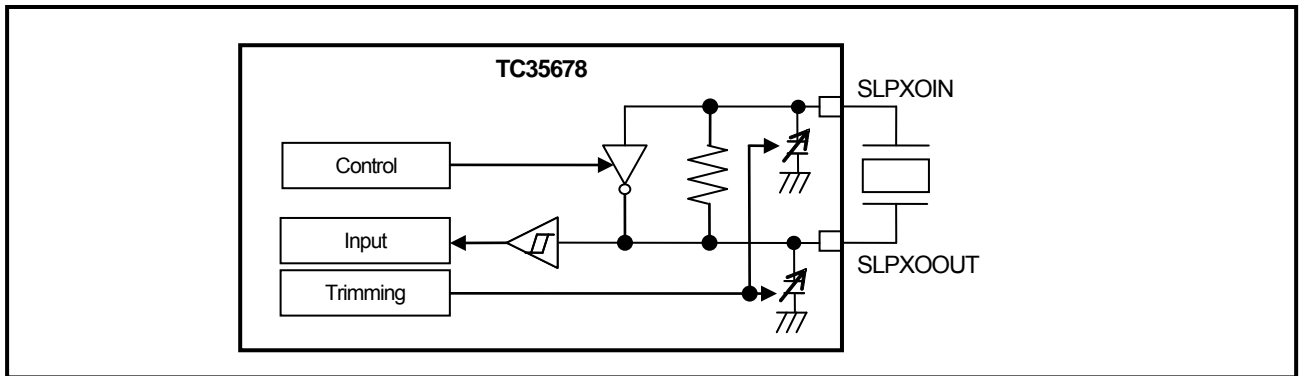 TC35678
SLPXOIN
Control
Input
SLPXOOUT
Trimming